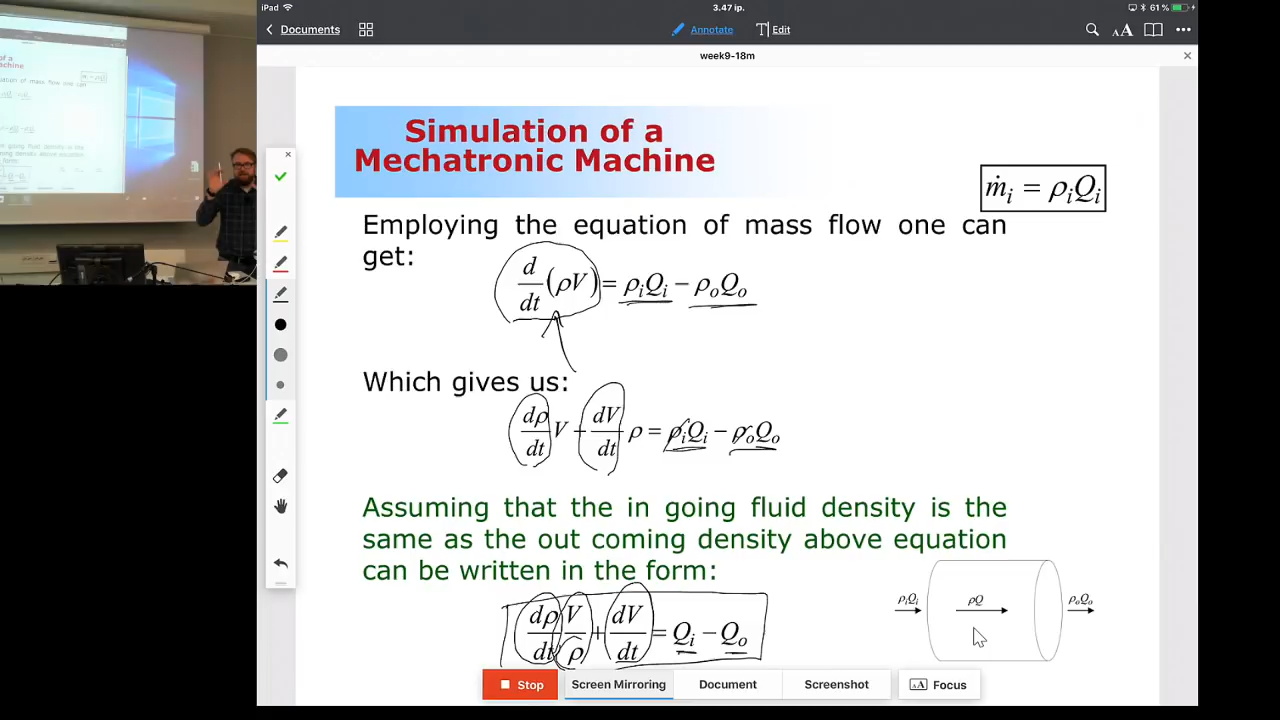 iPad
3.47 ip.
61 %
Documents
Annotate
T Edit
AA
week9-18m
Simulation of a
Mechatronic Machine
ṁᵢ = ρᵢQᵢ
Employing the equation of mass flow one can
get:
d/dt (ρV) = ρᵢQᵢ − ρₒQₒ
Which gives us:
dρ/dt V + dV/dt ρ = ρᵢQᵢ − ρₒQₒ
Assuming that the in going fluid density is the
same as the out coming density above equation
can be written in the form:
dρ/dt V/ρ + dV/dt = Qᵢ − Qₒ
ρᵢQᵢ
ρQ
ρₒQₒ
Stop
Screen Mirroring
Document
Screenshot
AA Focus